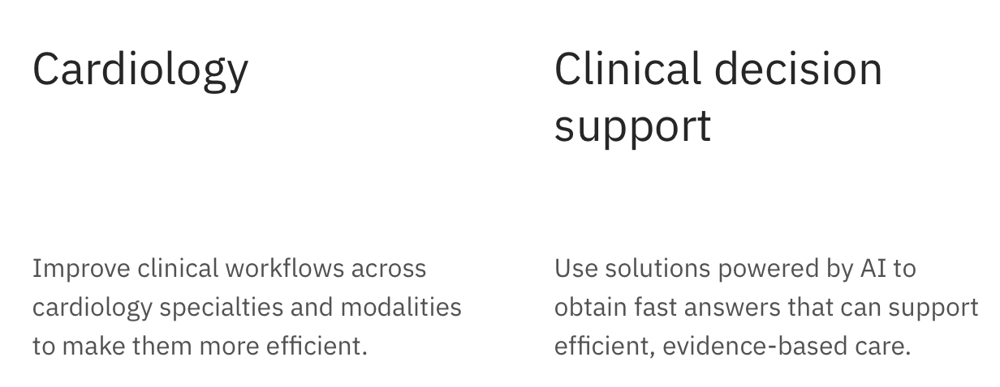 Cardiology
Clinical decision
support
Improve clinical workflows across
cardiology specialties and modalities
to make them more efficient.
Use solutions powered by AI to
obtain fast answers that can support
efficient, evidence-based care.